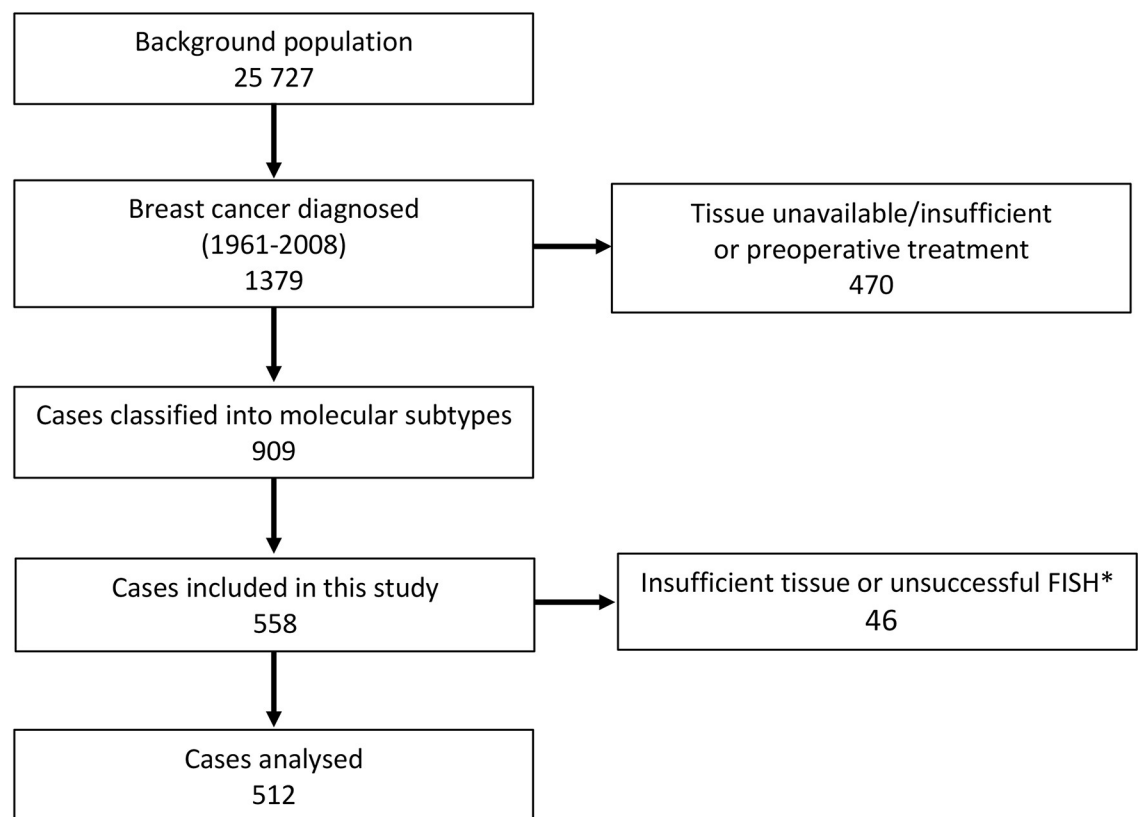 Background population
25 727
Breast cancer diagnosed
(1961-2008)
1379
Tissue unavailable/insufficient
or preoperative treatment
470
Cases classified into molecular subtypes
909
Cases included in this study
558
Insufficient tissue or unsuccessful FISH*
46
Cases analysed
512